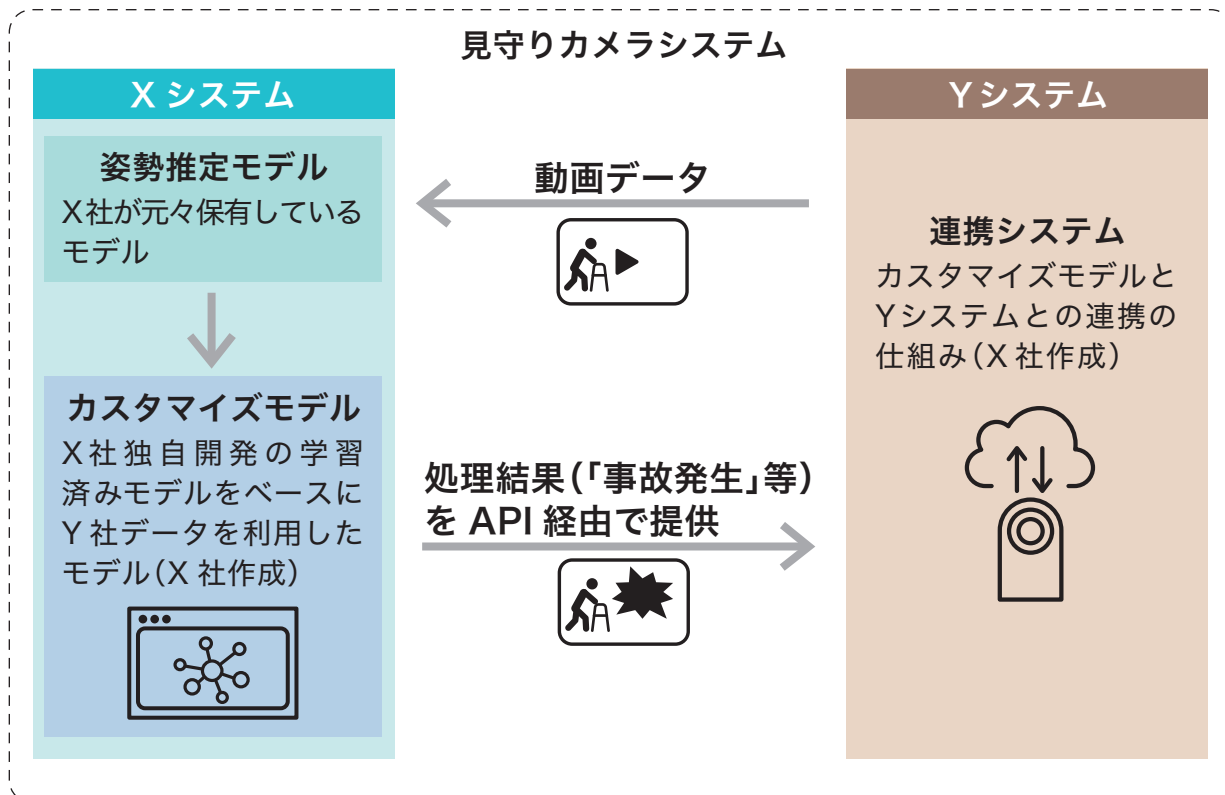 見守りカメラシステム
X システム
姿勢推定モデル
X社が元々保有している
モデル
カスタマイズモデル
X社独自開発の学習
済みモデルをベースに
Y 社データを利用した
モデル(X 社作成)
動画データ
処理結果(「事故発生」等)
を API 経由で提供
Yシステム
連携システム
カスタマイズモデルと
Yシステムとの連携の
仕組み(X 社作成)